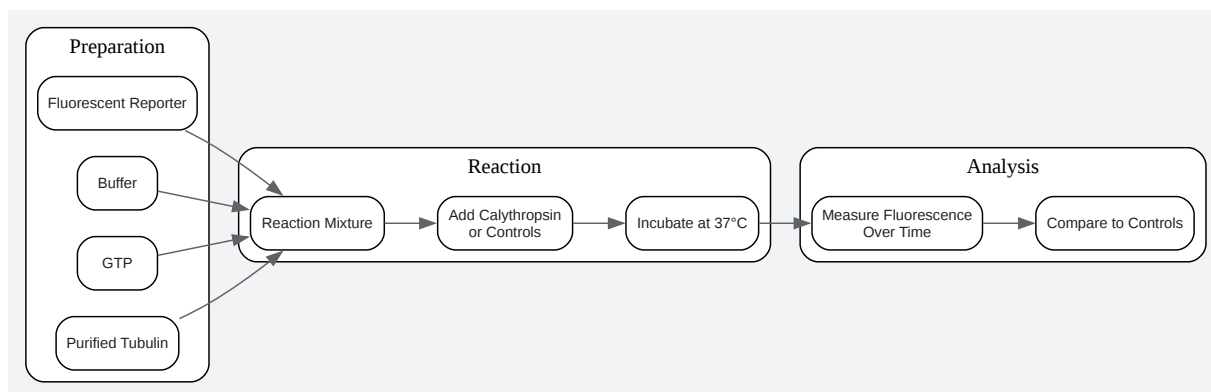 Preparation
Fluorescent Reporter
Buffer
GTP
Purified Tubulin
Reaction
Reaction Mixture
Add Calythropsin
or Controls
Incubate at 37°C
Analysis
Measure Fluorescence
Over Time
Compare to Controls